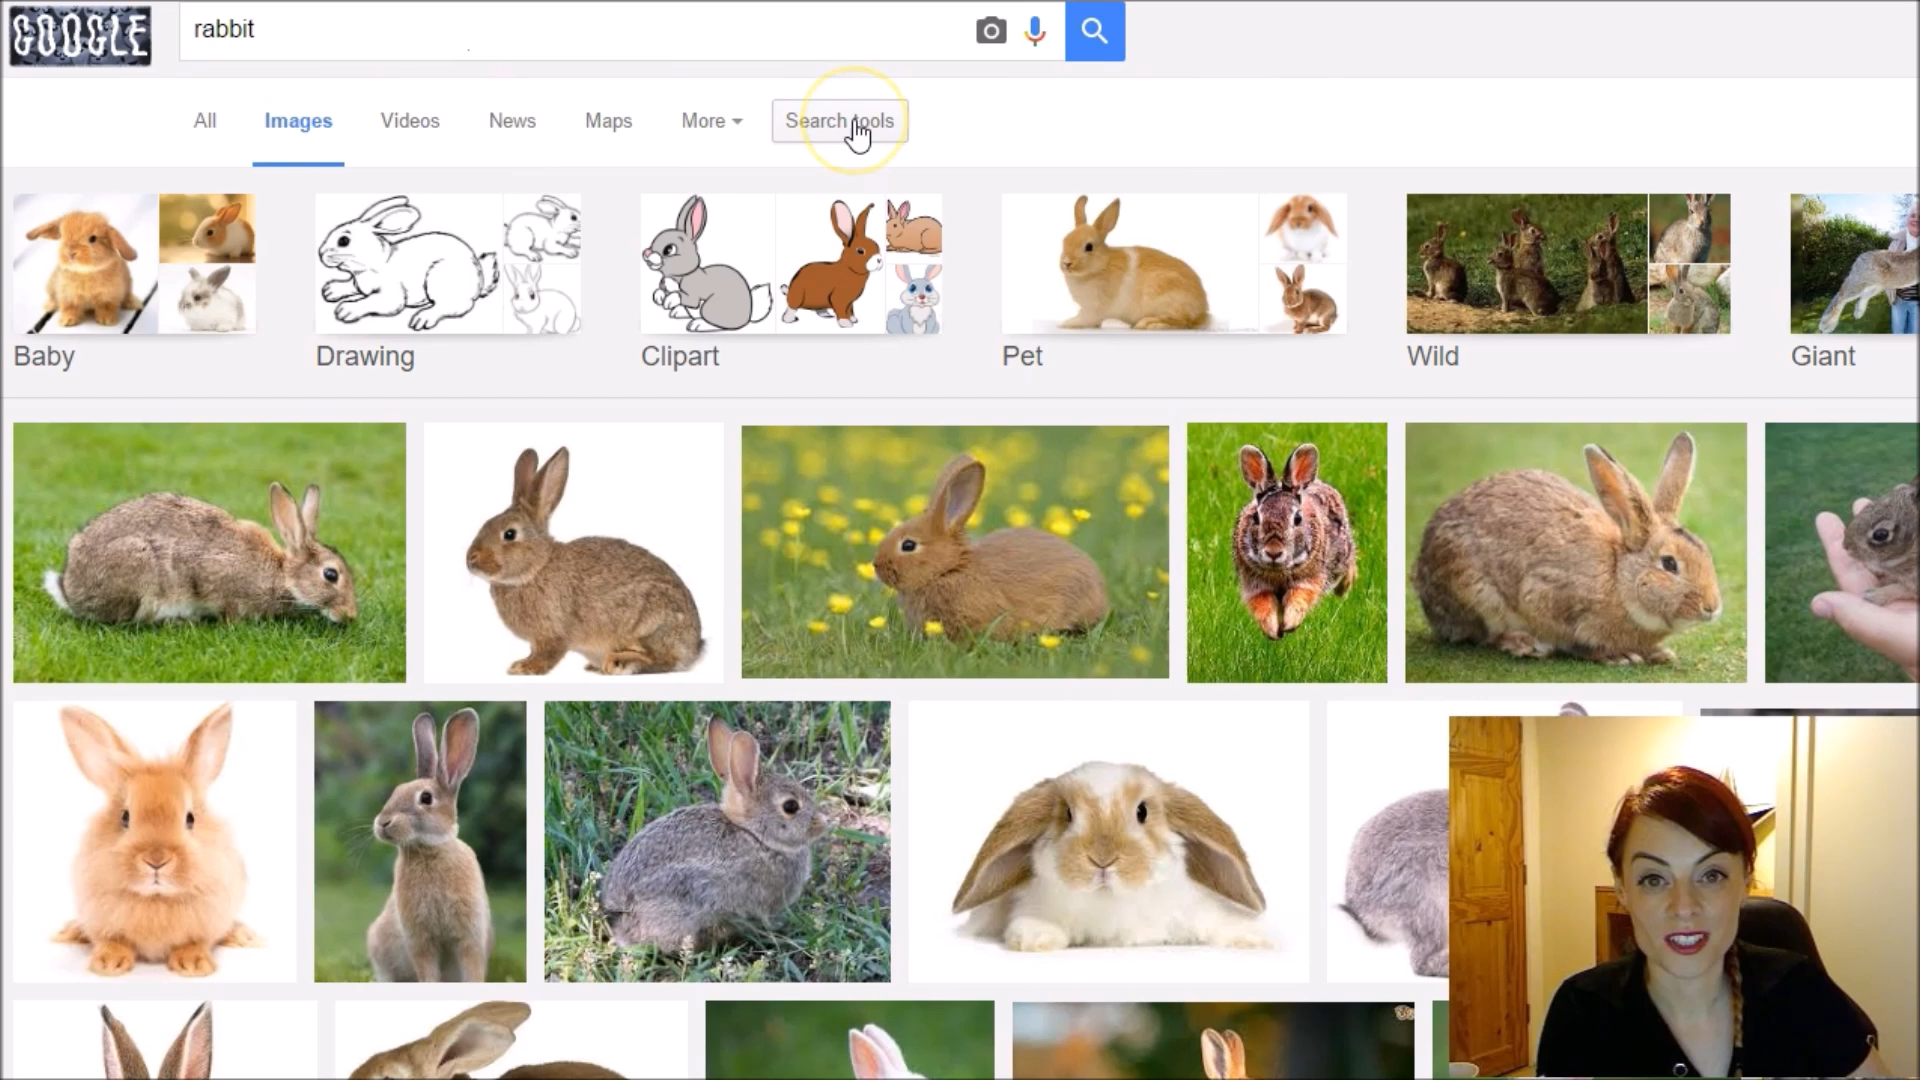 GOOGLE
rabbit
All Images Videos News Maps More Search tools
Baby Drawing Clipart Pet Wild Giant